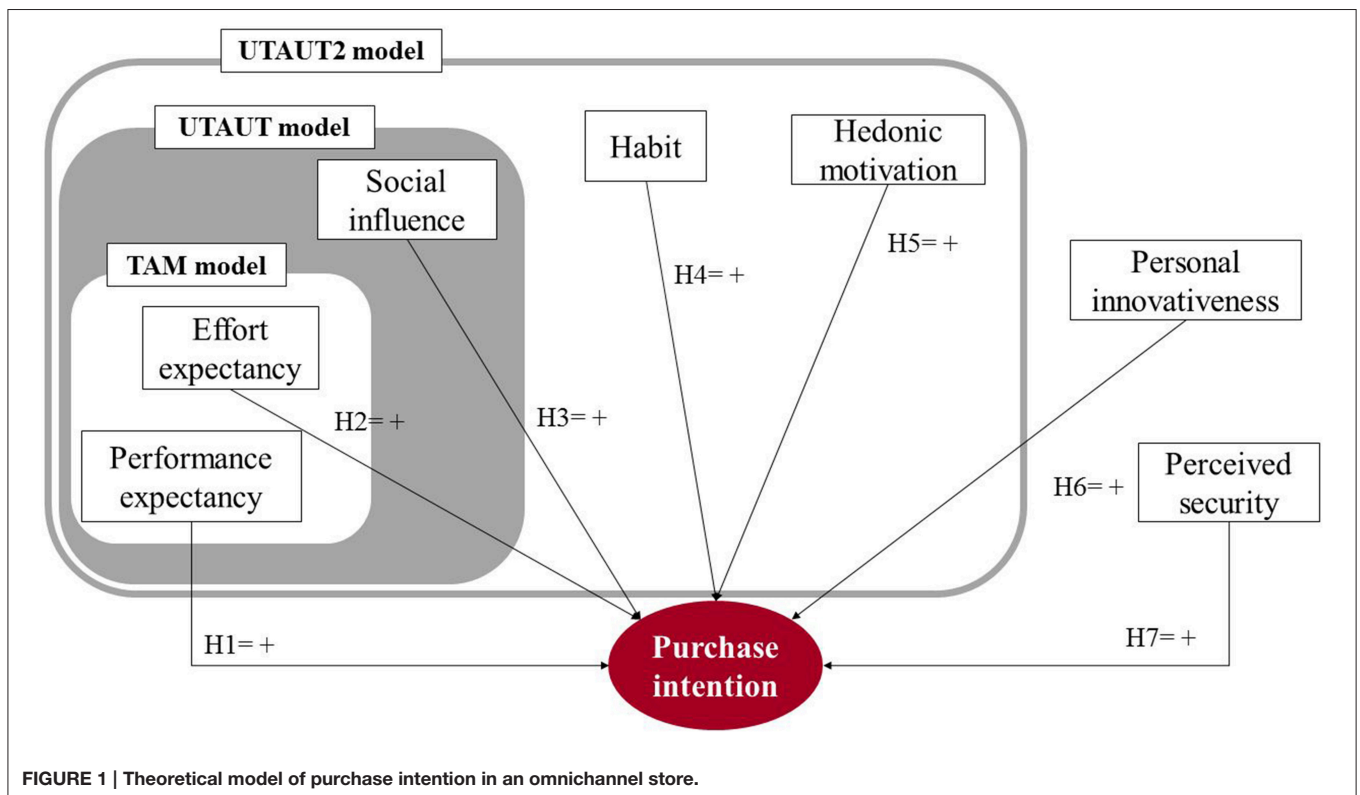 UTAUT2 model
UTAUT model
Social
influence
Habit
Hedonic
motivation
TAM model
Effort
expectancy
Performance
expectancy
Personal
innovativeness
Perceived
security
H1= +
H2= +
H3= +
H4= +
H5= +
H6= +
H7= +
Purchase
intention
FIGURE 1 | Theoretical model of purchase intention in an omnichannel store.